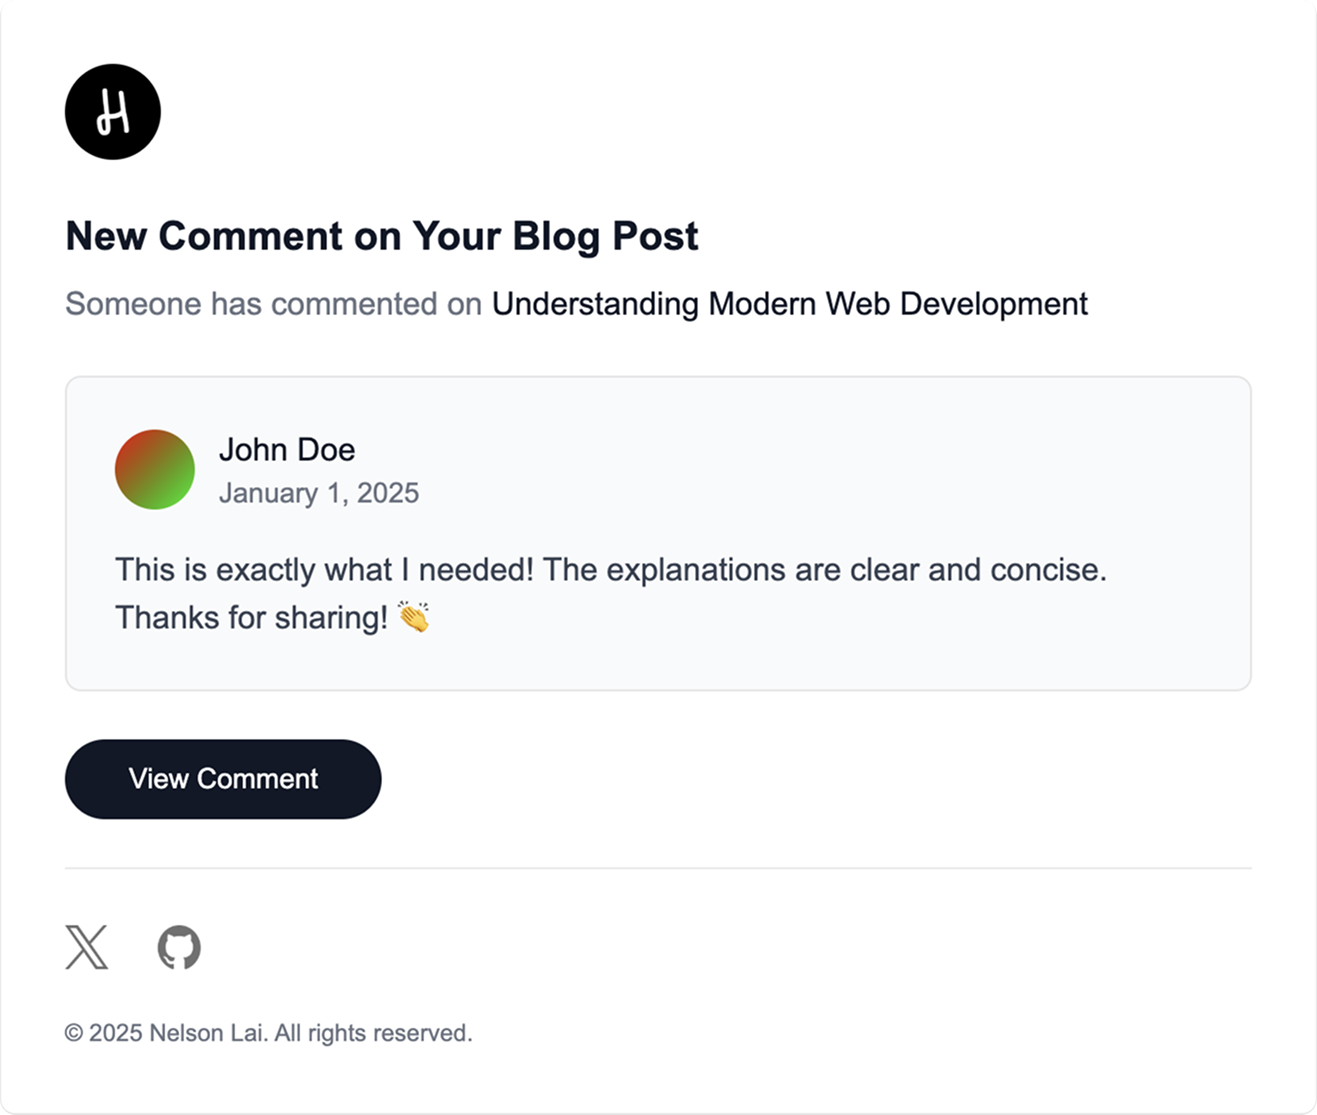 New Comment on Your Blog Post
Someone has commented on Understanding Modern Web Development
John Doe
January 1, 2025
This is exactly what I needed! The explanations are clear and concise.
Thanks for sharing! 👏
View Comment
© 2025 Nelson Lai. All rights reserved.